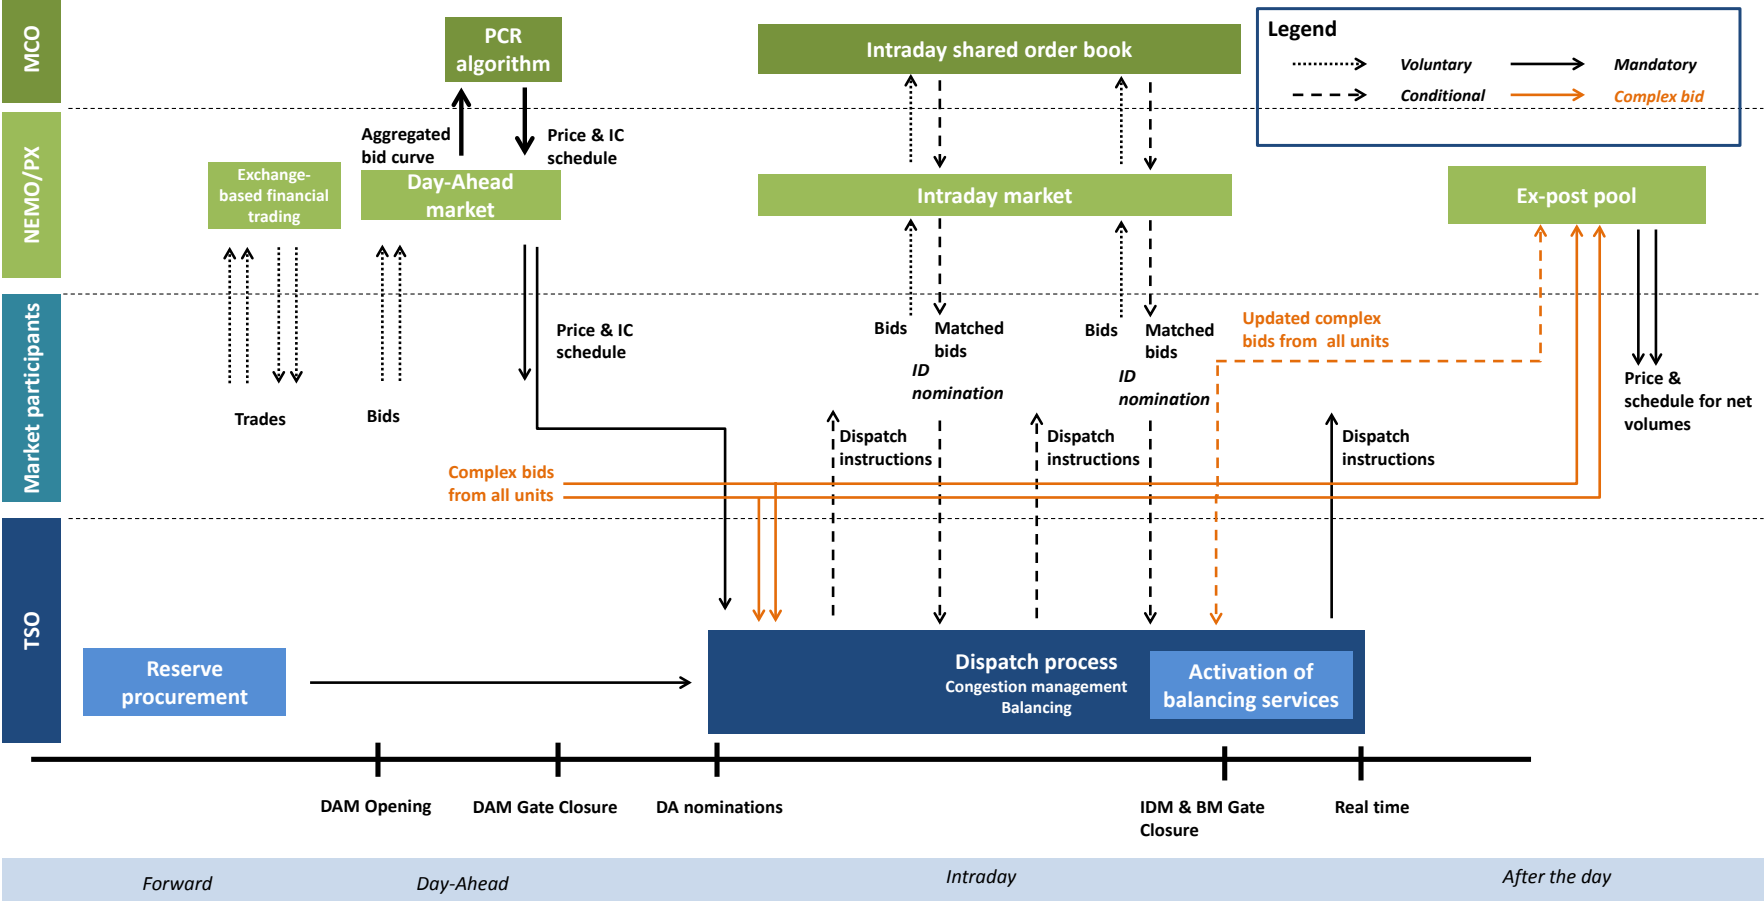 MCO
PCR
algorithm
Intraday shared order book
Legend
Voluntary
Mandatory
Conditional
Complex bid
NEMO/PX
Aggregated
bid curve
Price & IC
schedule
Exchange-
based financial
trading
Day-Ahead
market
Intraday market
Ex-post pool
Market participants
Trades
Bids
Price & IC
schedule
Bids
Matched
bids
ID
nomination
Bids
Matched
bids
ID
nomination
Updated complex
bids from all units
Price &
schedule for net
volumes
Dispatch
instructions
Dispatch
instructions
Dispatch
instructions
Complex bids
from all units
TSO
Reserve
procurement
Dispatch process
Congestion management
Balancing
Activation of
balancing services
DAM Opening
DAM Gate Closure
DA nominations
IDM & BM Gate
Closure
Real time
Forward
Day-Ahead
Intraday
After the day